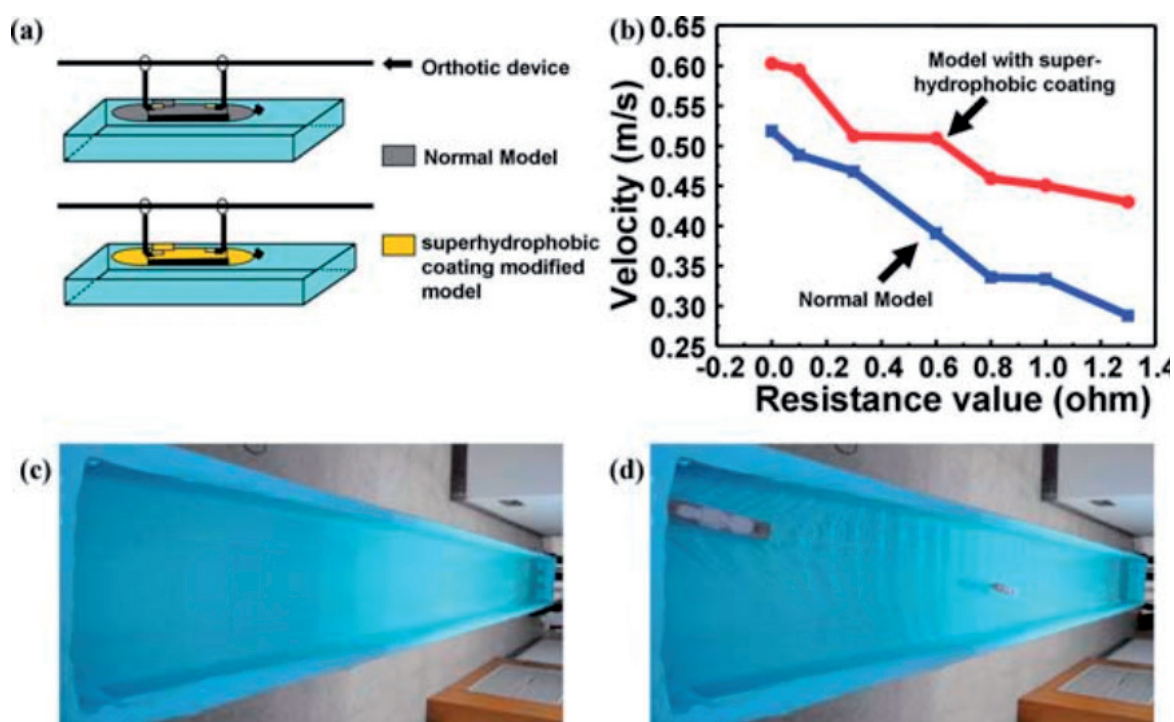 (a)
Orthotic device
Normal Model
superhydrophobic
coating modified
model
(b)
0.65
0.60
0.55
0.50
0.45
0.40
0.35
0.30
0.25
Velocity (m/s)
Model with super-
hydrophobic coating
Normal Model
-0.2 0.0 0.2 0.4 0.6 0.8 1.0 1.2 1.4
Resistance value (ohm)
(c)
(d)